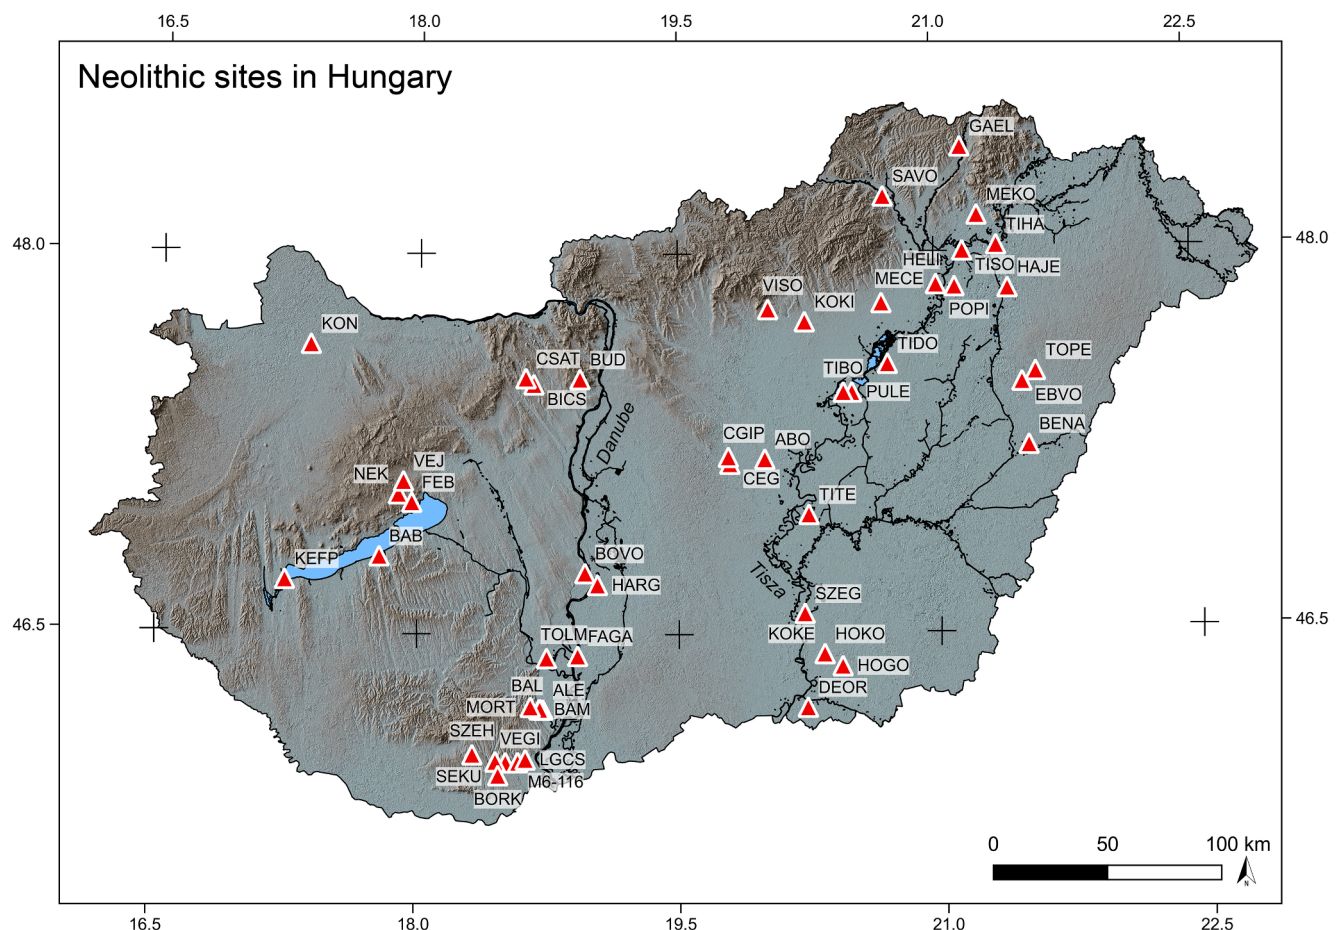 16.5 18.0 19.5 21.0 22.5
Neolithic sites in Hungary
GAEL
SAVO
MEKO
TIHA
48.0
48.0
HELI
TISO
HAJE
MECE
VISO
KOKI
POPI
KON
TIDO
TOPE
CSAT
BUD
TIBO
PULE
EBVO
BICS
Danube
BENA
CGIP
ABO
VEJ
NEK
FEB
CEG
TITE
BAB
BOVO
KEFP
HARG
Tisza
SZEG
46.5
46.5
KOKE
HOKO
TOLM
FAGA
HOGO
BAL
ALE
DEOR
MORT
BAM
SZEH
VEGI
LGCS
SEKU
M6-116
BORK
0 50 100 km
N
16.5 18.0 19.5 21.0 22.5